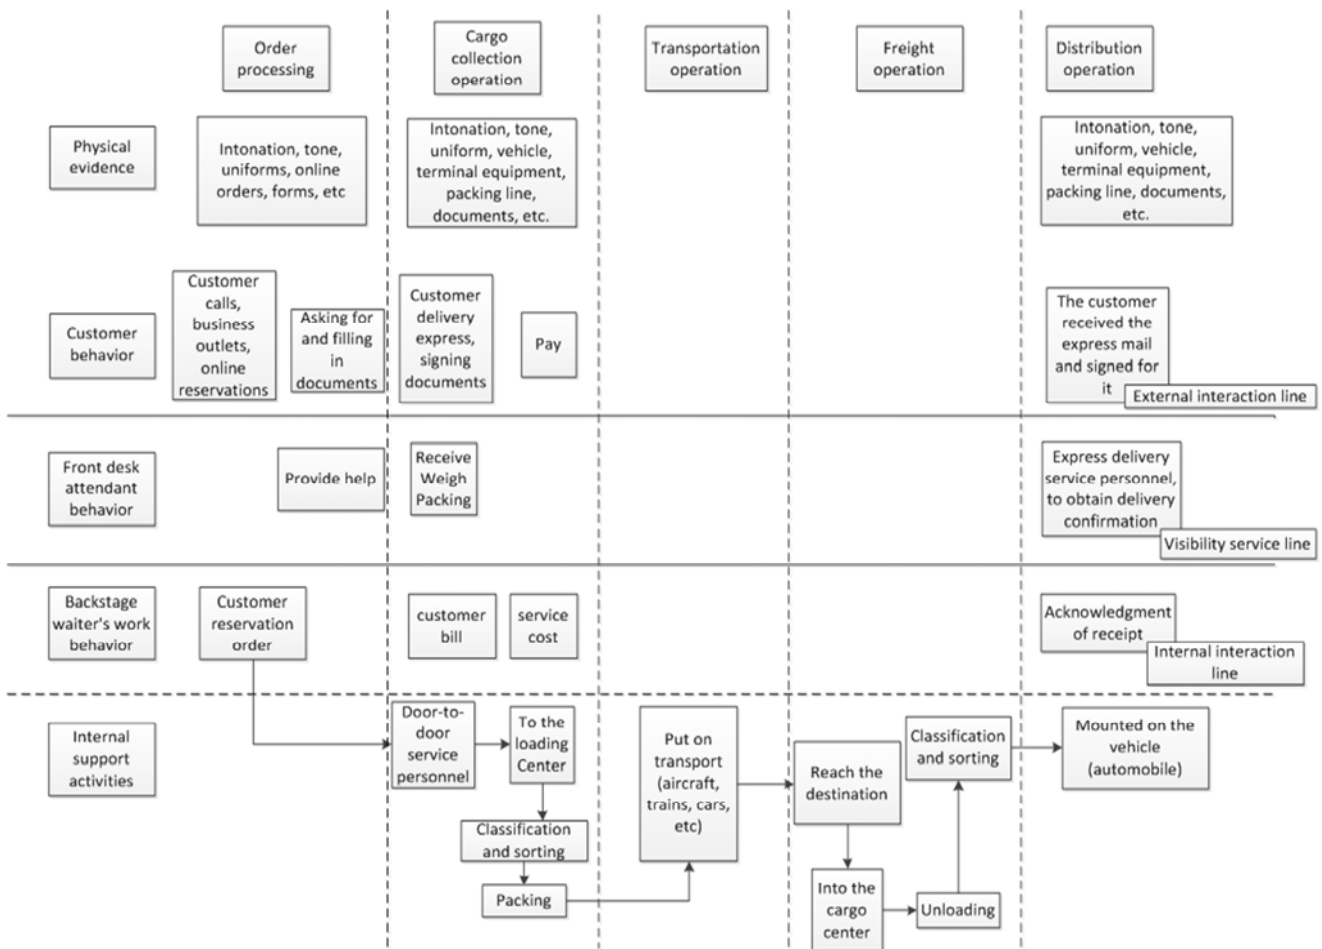 Order
processing
Cargo
collection
operation
Transportation
operation
Freight
operation
Distribution
operation
Physical
evidence
Intonation, tone,
uniforms, online
orders, forms, etc
Intonation, tone,
uniform, vehicle,
terminal equipment,
packing line,
documents, etc.
Intonation, tone,
uniform, vehicle,
terminal equipment,
packing line, documents,
etc.
Customer
behavior
Customer
calls,
business
outlets,
online
reservations
Asking for
and filling
in
documents
Customer
delivery
express,
signing
documents
Pay
The customer
received the
express mail
and signed for
it
External interaction line
Front desk
attendant
behavior
Provide help
Receive
Weigh
Packing
Express delivery
service personnel,
to obtain delivery
confirmation
Visibility service line
Backstage
waiter's work
behavior
Customer
reservation
order
customer
bill
service
cost
Acknowledgment
of receipt
Internal interaction
line
Internal
support
activities
Door-to-
door
service
personnel
To the
loading
Center
Classification
and sorting
Packing
Put on
transport
(aircraft,
trains, cars,
etc)
Reach the
destination
Into the
cargo
center
Unloading
Classification
and sorting
Mounted on the
vehicle
(automobile)